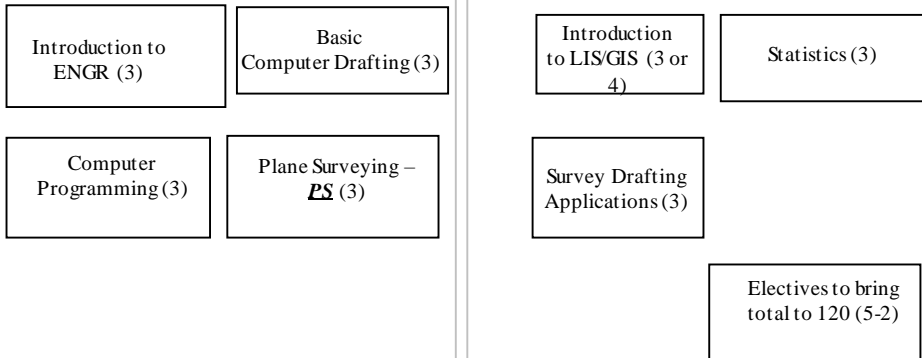 Introduction to
ENGR (3)
Basic
Computer Drafting (3)
Introduction
to LIS/GIS (3 or
4)
Statistics (3)
Computer
Programming (3)
Plane Surveying –
PS (3)
Survey Drafting
Applications (3)
Electives to bring
total to 120 (5-2)